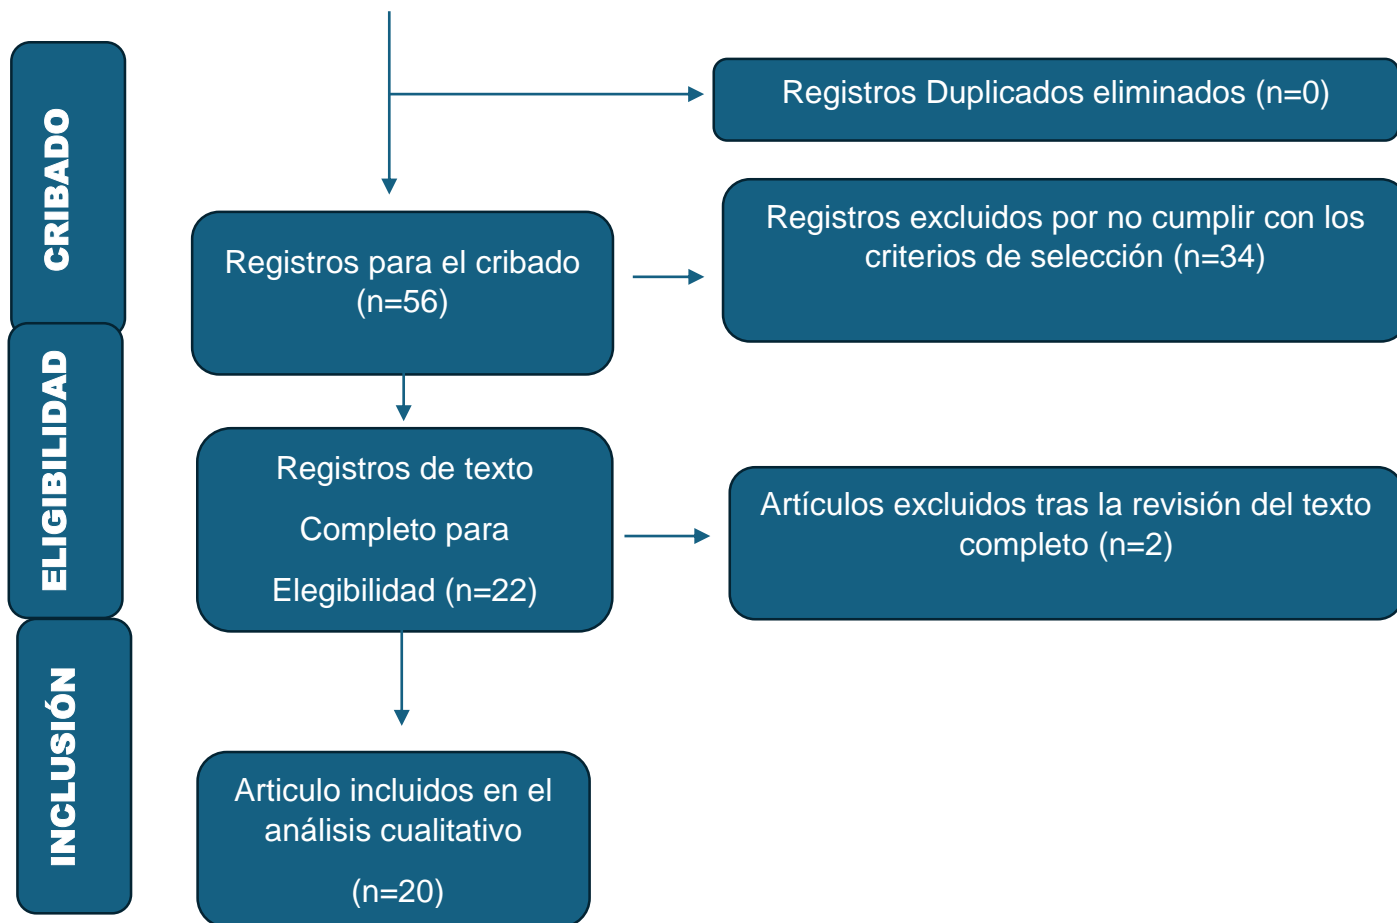 CRIBADO
Registros Duplicados eliminados (n=0)
Registros para el cribado
(n=56)
Registros excluidos por no cumplir con los
criterios de selección (n=34)
ELIGIBILIDAD
Registros de texto
Completo para
Elegibilidad (n=22)
Artículos excluidos tras la revisión del texto
completo (n=2)
INCLUSIÓN
Articulo incluidos en el
análisis cualitativo
(n=20)